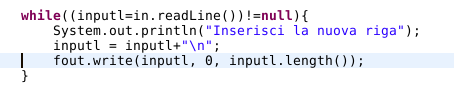 while((inputl=in.readLine())!=null){
System.out.println("Inserisci la nuova riga");
inputl = inputl+"\n";
fout.write(inputl, 0, inputl.length());
}